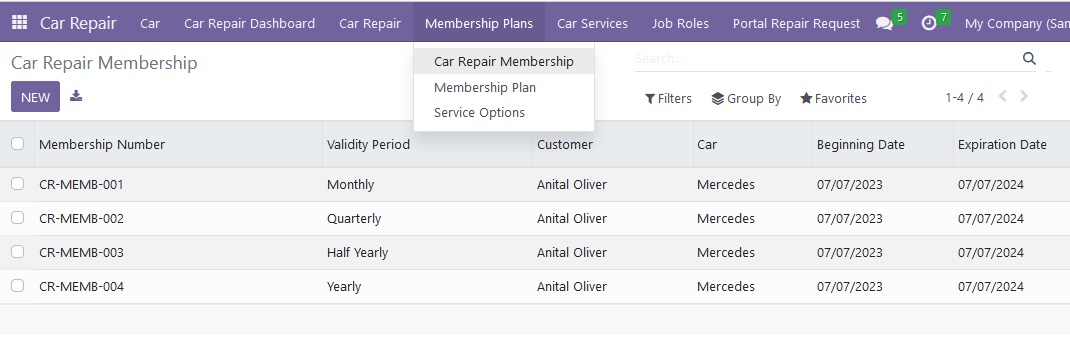 Car Repair Car Car Repair Dashboard Car Repair Membership Plans Car Services Job Roles Portal Repair Request 5 7 My Company (San
Car Repair Membership
Search...
NEW
Car Repair Membership
Membership Plan
Service Options
Filters Group By Favorites 1-4 / 4
Membership Number Validity Period Customer Car Beginning Date Expiration Date
CR-MEMB-001 Monthly Anital Oliver Mercedes 07/07/2023 07/07/2024
CR-MEMB-002 Quarterly Anital Oliver Mercedes 07/07/2023 07/07/2024
CR-MEMB-003 Half Yearly Anital Oliver Mercedes 07/07/2023 07/07/2024
CR-MEMB-004 Yearly Anital Oliver Mercedes 07/07/2023 07/07/2024